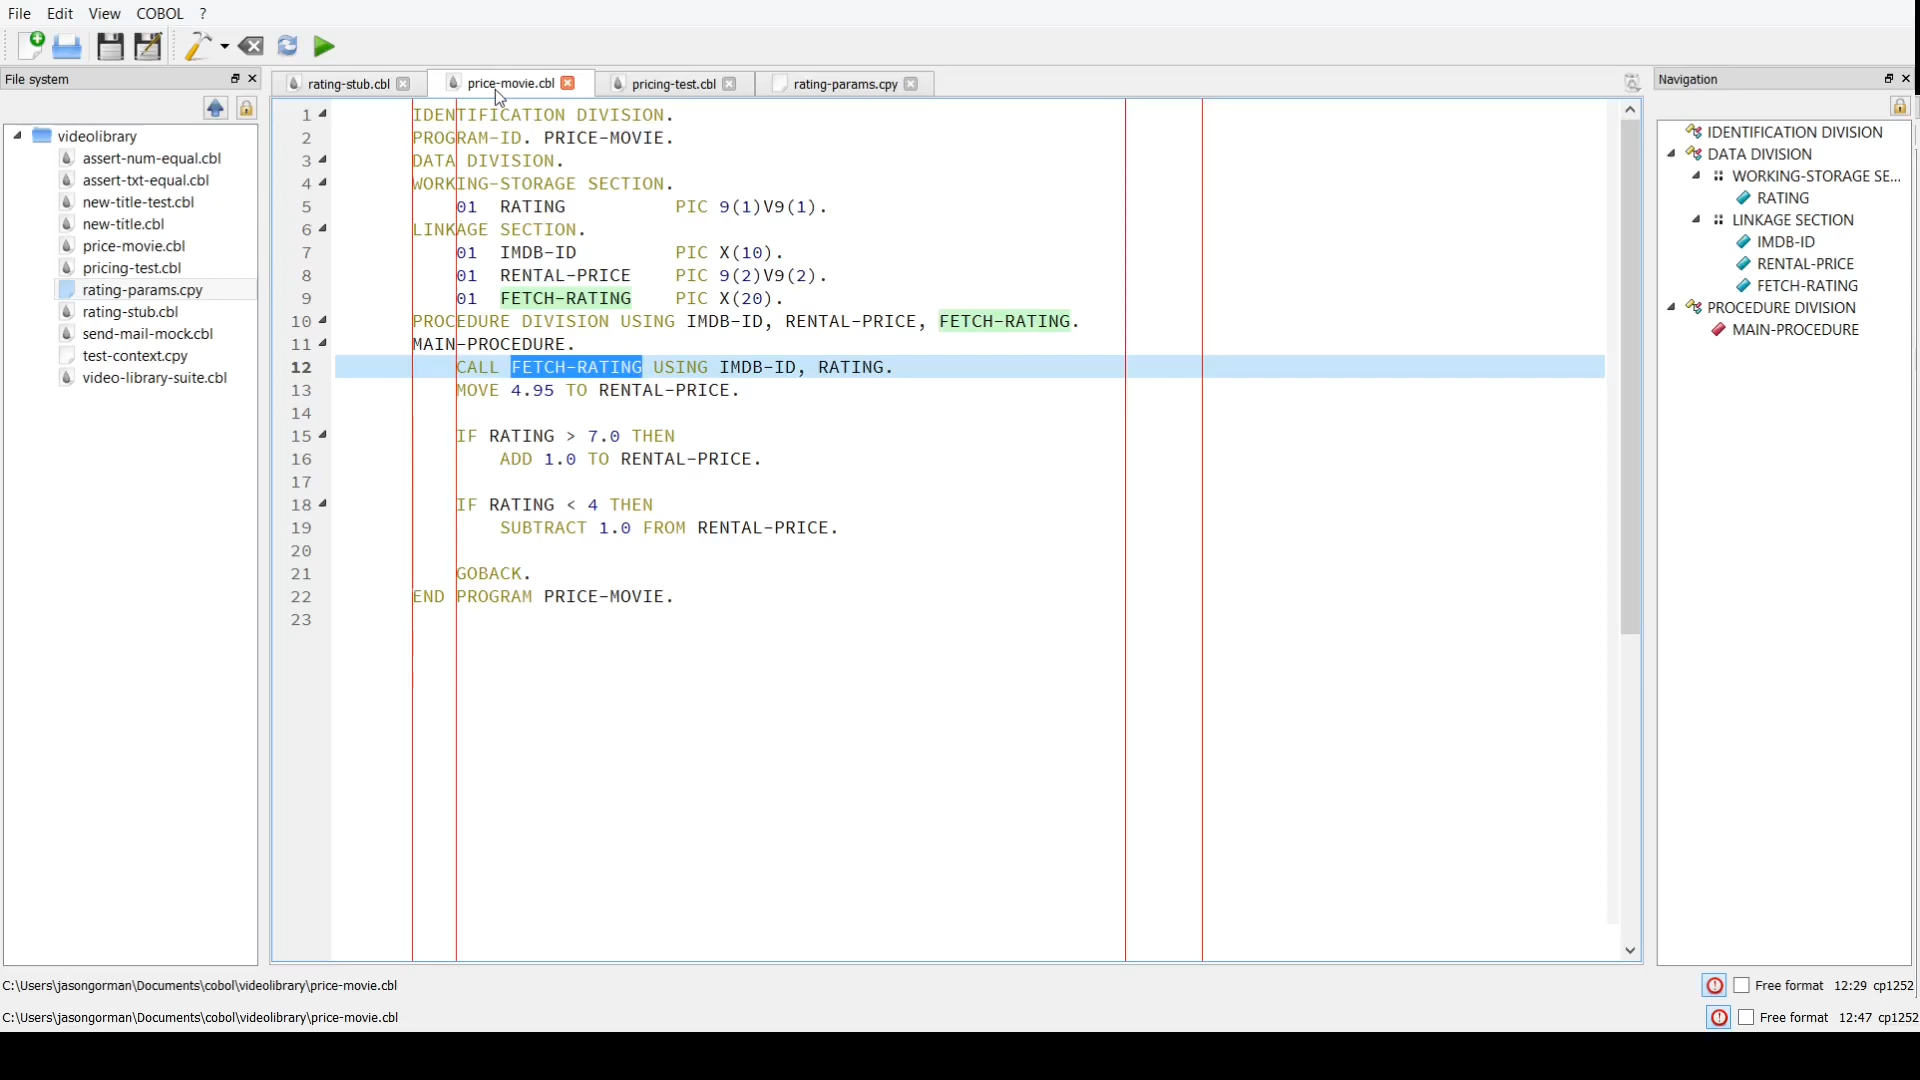 File Edit View COBOL ?
File system
videolibrary
assert-num-equal.cbl
assert-txt-equal.cbl
new-title-test.cbl
new-title.cbl
price-movie.cbl
pricing-test.cbl
rating-params.cpy
rating-stub.cbl
send-mail-mock.cbl
test-context.cpy
video-library-suite.cbl
rating-stub.cbl price-movie.cbl pricing-test.cbl rating-params.cpy
1 IDENTIFICATION DIVISION.
2 PROGRAM-ID. PRICE-MOVIE.
3 DATA DIVISION.
4 WORKING-STORAGE SECTION.
5 01 RATING PIC 9(1)V9(1).
6 LINKAGE SECTION.
7 01 IMDB-ID PIC X(10).
8 01 RENTAL-PRICE PIC 9(2)V9(2).
9 01 FETCH-RATING PIC X(20).
10 PROCEDURE DIVISION USING IMDB-ID, RENTAL-PRICE, FETCH-RATING.
11 MAIN-PROCEDURE.
12 CALL FETCH-RATING USING IMDB-ID, RATING.
13 MOVE 4.95 TO RENTAL-PRICE.
14
15 IF RATING > 7.0 THEN
16 ADD 1.0 TO RENTAL-PRICE.
17
18 IF RATING < 4 THEN
19 SUBTRACT 1.0 FROM RENTAL-PRICE.
20
21 GOBACK.
22 END PROGRAM PRICE-MOVIE.
23
Navigation
IDENTIFICATION DIVISION
DATA DIVISION
WORKING-STORAGE SE...
RATING
LINKAGE SECTION
IMDB-ID
RENTAL-PRICE
FETCH-RATING
PROCEDURE DIVISION
MAIN-PROCEDURE
C:\Users\jasongorman\Documents\cobol\videolibrary\price-movie.cbl Free format 12:29 cp1252
C:\Users\jasongorman\Documents\cobol\videolibrary\price-movie.cbl Free format 12:47 cp1252